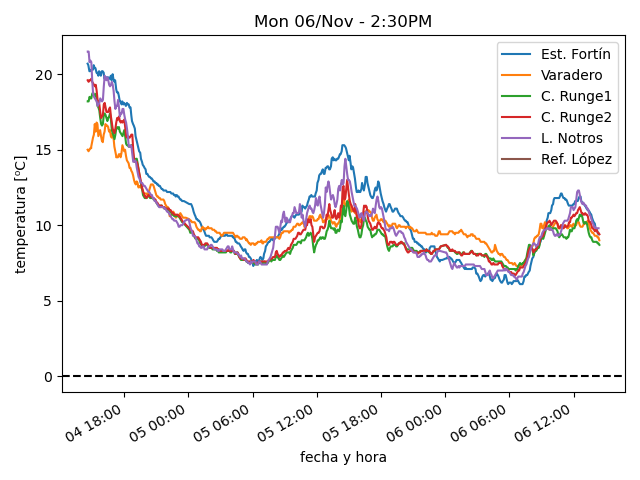 Mon 06/Nov - 2:30PM
Est. Fortín
Varadero
C. Runge1
C. Runge2
L. Notros
Ref. López
temperatura [ºC]
20
15
10
5
0
04 18:00
05 00:00
05 06:00
05 12:00
05 18:00
06 00:00
06 06:00
06 12:00
fecha y hora